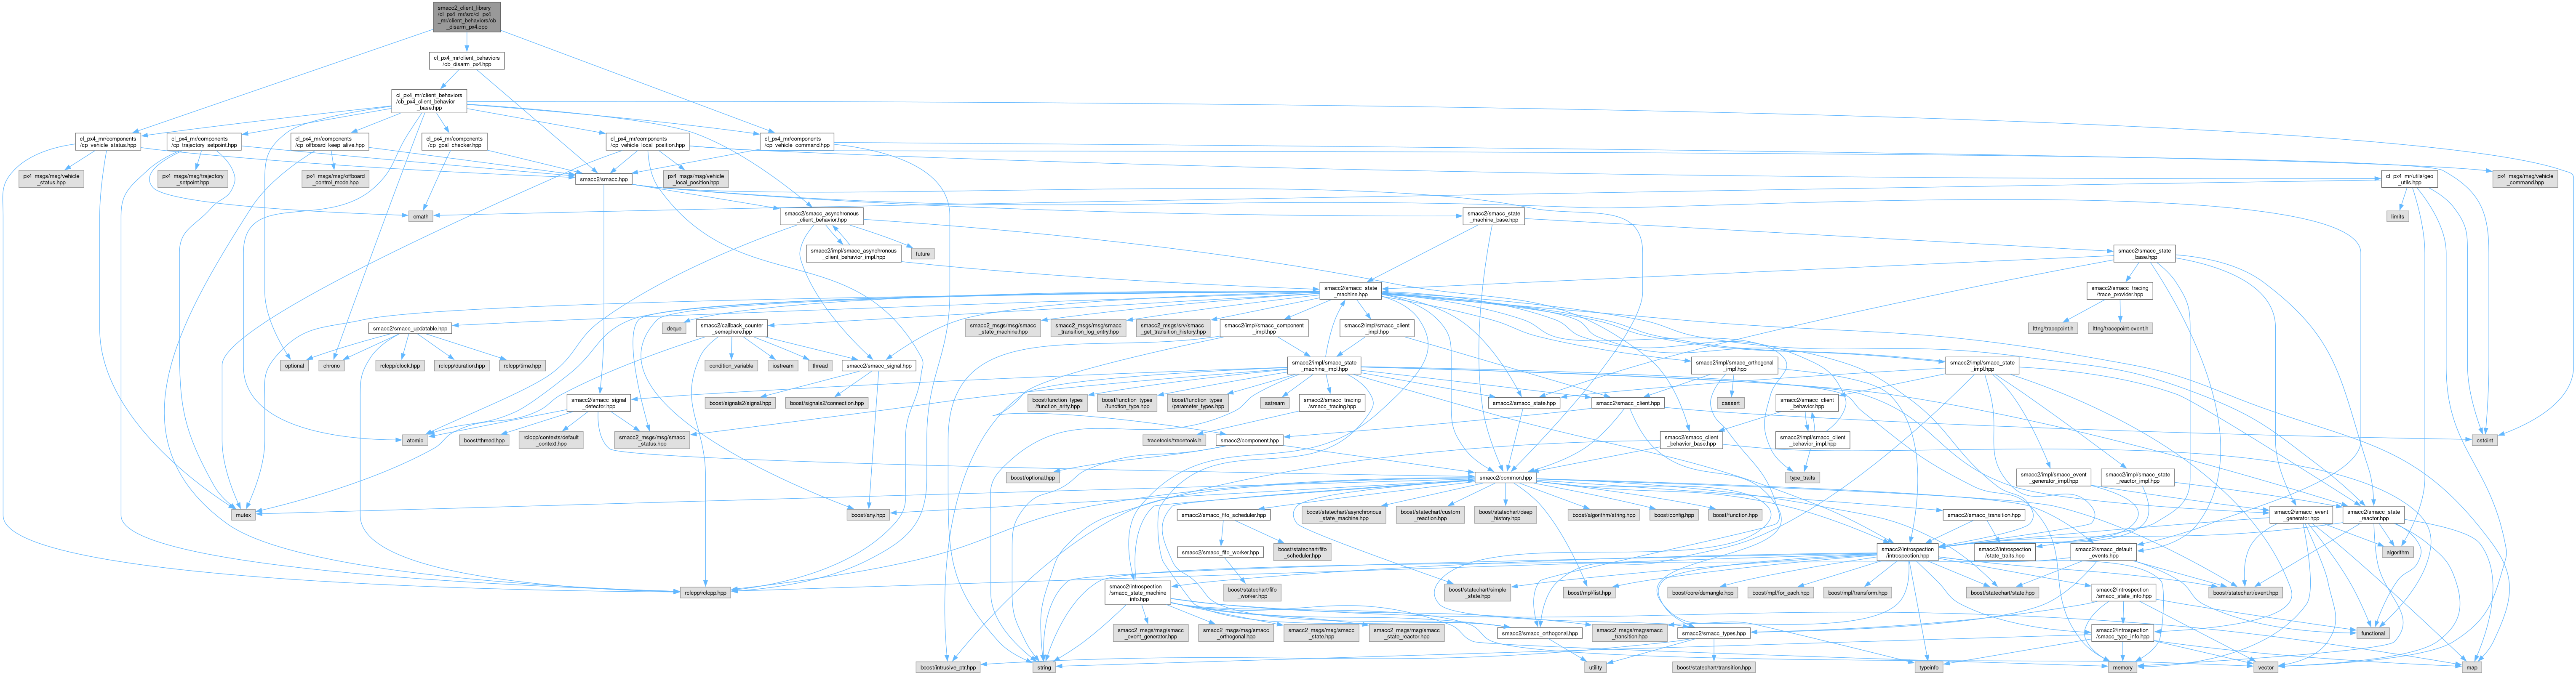 smacc2_client_library
/cl_px4_mr/src/cl_px4
_mr/client_behaviors/cb
_disarm_px4.cpp
cl_px4_mr/client_behaviors
/cb_disarm_px4.hpp
cl_px4_mr/client_behaviors
/cb_px4_client_behavior
_base.hpp
cl_px4_mr/components
/cp_vehicle_status.hpp
cl_px4_mr/components
/cp_trajectory_setpoint.hpp
cl_px4_mr/components
/cp_offboard_keep_alive.hpp
cl_px4_mr/components
/cp_goal_checker.hpp
cl_px4_mr/components
/cp_vehicle_local_position.hpp
cl_px4_mr/components
/cp_vehicle_command.hpp
px4_msgs/msg/vehicle
_status.hpp
px4_msgs/msg/trajectory
_setpoint.hpp
px4_msgs/msg/offboard
_control_mode.hpp
smacc2/smacc.hpp
px4_msgs/msg/vehicle
_local_position.hpp
cl_px4_mr/utils/geo
_utils.hpp
px4_msgs/msg/vehicle
_command.hpp
cmath
smacc2/smacc_asynchronous
_client_behavior.hpp
smacc2/smacc_state
_machine_base.hpp
limits
smacc2/impl/smacc_asynchronous
_client_behavior_impl.hpp
future
smacc2/smacc_state
_base.hpp
smacc2/smacc_state
_machine.hpp
smacc2/smacc_tracing
/trace_provider.hpp
smacc2/smacc_updatable.hpp
deque
smacc2/callback_counter
_semaphore.hpp
smacc2_msgs/msg/smacc
_state_machine.hpp
smacc2_msgs/msg/smacc
_transition_log_entry.hpp
smacc2_msgs/srv/smacc
_get_transition_history.hpp
smacc2/impl/smacc_component
_impl.hpp
smacc2/impl/smacc_client
_impl.hpp
lttng/tracepoint.h
lttng/tracepoint-event.h
optional
chrono
rclcpp/clock.hpp
rclcpp/duration.hpp
rclcpp/time.hpp
condition_variable
iostream
thread
smacc2/smacc_signal.hpp
smacc2/impl/smacc_state
_machine_impl.hpp
smacc2/impl/smacc_orthogonal
_impl.hpp
smacc2/impl/smacc_state
_impl.hpp
smacc2/smacc_signal
_detector.hpp
boost/signals2/signal.hpp
boost/signals2/connection.hpp
boost/function_types
/function_arity.hpp
boost/function_types
/function_type.hpp
boost/function_types
/parameter_types.hpp
sstream
smacc2/smacc_tracing
/smacc_tracing.hpp
smacc2/smacc_state.hpp
smacc2/smacc_client.hpp
cassert
smacc2/smacc_client
_behavior.hpp
atomic
boost/thread.hpp
rclcpp/contexts/default
_context.hpp
smacc2_msgs/msg/smacc
_status.hpp
tracetools/tracetools.h
smacc2/component.hpp
smacc2/smacc_client
_behavior_base.hpp
smacc2/impl/smacc_client
_behavior_impl.hpp
cstdint
boost/optional.hpp
smacc2/common.hpp
type_traits
smacc2/impl/smacc_event
_generator_impl.hpp
smacc2/impl/smacc_state
_reactor_impl.hpp
mutex
boost/any.hpp
smacc2/smacc_fifo_scheduler.hpp
boost/statechart/asynchronous
_state_machine.hpp
boost/statechart/custom
_reaction.hpp
boost/statechart/deep
_history.hpp
boost/algorithm/string.hpp
boost/config.hpp
boost/function.hpp
smacc2/smacc_transition.hpp
smacc2/smacc_event
_generator.hpp
smacc2/smacc_state
_reactor.hpp
smacc2/smacc_fifo_worker.hpp
boost/statechart/fifo
_scheduler.hpp
smacc2/introspection
/introspection.hpp
smacc2/introspection
/state_traits.hpp
smacc2/smacc_default
_events.hpp
algorithm
rclcpp/rclcpp.hpp
smacc2/introspection
/smacc_state_machine
_info.hpp
boost/statechart/fifo
_worker.hpp
boost/statechart/simple
_state.hpp
boost/mpl/list.hpp
boost/core/demangle.hpp
boost/mpl/for_each.hpp
boost/mpl/transform.hpp
boost/statechart/state.hpp
smacc2/introspection
/smacc_state_info.hpp
boost/statechart/event.hpp
smacc2_msgs/msg/smacc
_event_generator.hpp
smacc2_msgs/msg/smacc
_orthogonal.hpp
smacc2_msgs/msg/smacc
_state.hpp
smacc2_msgs/msg/smacc
_state_reactor.hpp
smacc2/smacc_orthogonal.hpp
smacc2_msgs/msg/smacc
_transition.hpp
smacc2/smacc_types.hpp
smacc2/introspection
/smacc_type_info.hpp
functional
boost/intrusive_ptr.hpp
string
utility
boost/statechart/transition.hpp
typeinfo
memory
vector
map